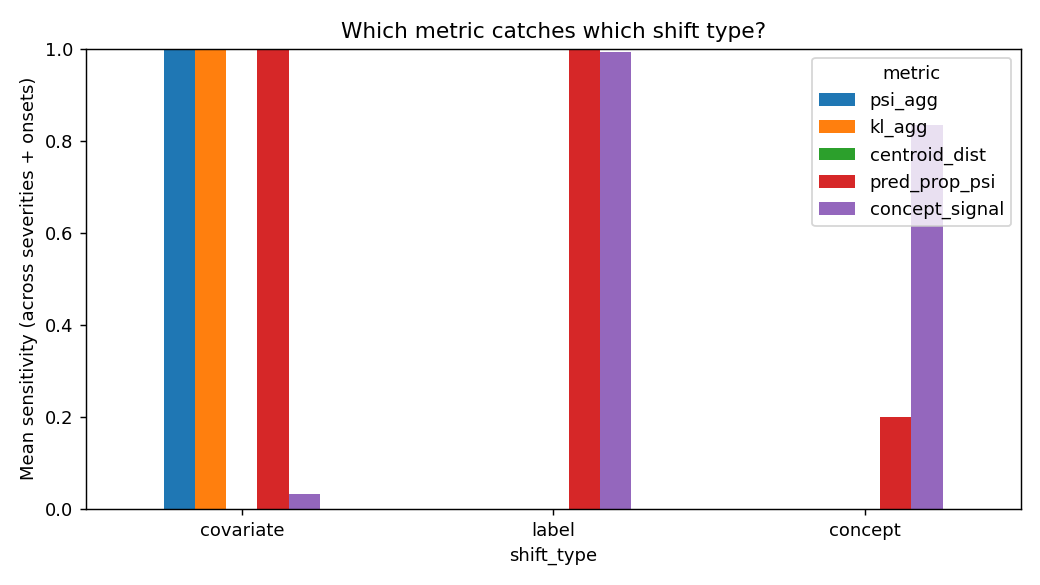 Which metric catches which shift type?
Mean sensitivity (across severities + onsets)
1.0
0.8
0.6
0.4
0.2
0.0
metric
psi_agg
kl_agg
centroid_dist
pred_prop_psi
concept_signal
covariate
label
concept
shift_type